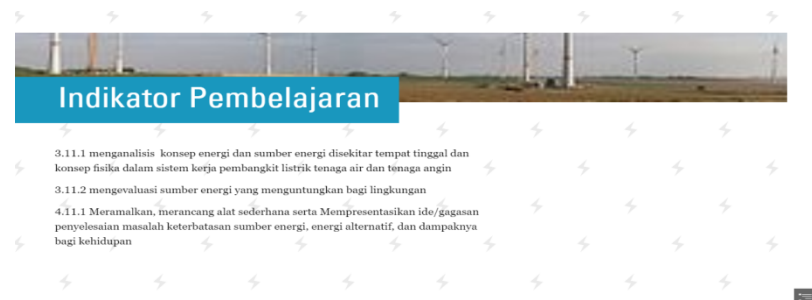 Indikator Pembelajaran
3.11.1 menganalisis konsep energi dan sumber energi disekitar tempat tinggal dan
konsep fisika dalam sistem kerja pembangkit listrik tenaga air dan tenaga angin
3.11.2 mengevaluasi sumber energi yang menguntungkan bagi lingkungan
4.11.1 Meramalkan, merancang alat sederhana serta Mempresentasikan ide/gagasan
penyelesaian masalah keterbatasan sumber energi, energi alternatif, dan dampaknya
bagi kehidupan